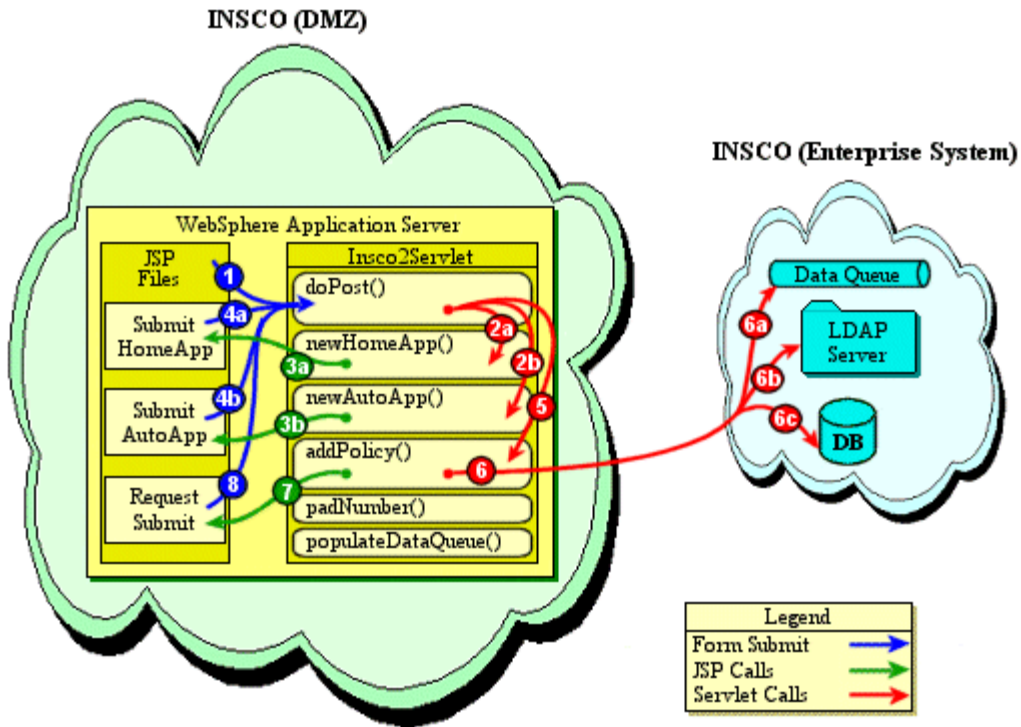 INSCO (DMZ)
INSCO (Enterprise System)
WebSphere Application Server
JSP
Files
Insco2Servlet
1
doPost()
4a
Submit
HomeApp
2a
newHomeApp()
3a
2b
4b
newAutoApp()
Submit
AutoApp
3b
5
addPolicy()
8
7
6
Request
Submit
padNumber()
populateDataQueue()
Data Queue
6a
LDAP
Server
6b
6c
DB
Legend
Form Submit
JSP Calls
Servlet Calls